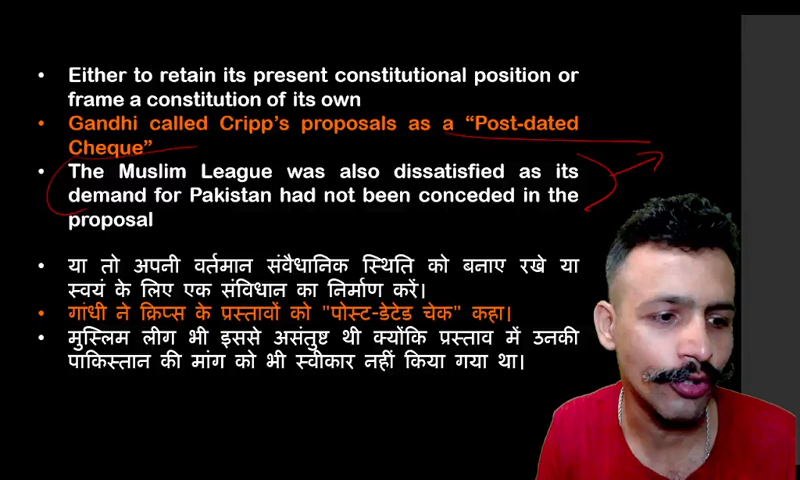 • Either to retain its present constitutional position or
frame a constitution of its own
• Gandhi called Cripp's proposals as a “Post-dated
Cheque”
• The Muslim League was also dissatisfied as its
demand for Pakistan had not been conceded in the
proposal
• या तो अपनी वर्तमान संवैधानिक स्थिति को बनाए रखे या
स्वयं के लिए एक संविधान का निर्माण करें।
• गांधी ने क्रिप्स के प्रस्तावों को "पोस्ट-डेटेड चेक" कहा।
• मुस्लिम लीग भी इससे असंतुष्ट थी क्योंकि प्रस्ताव में उनकी
पाकिस्तान की मांग को भी स्वीकार नहीं किया गया था।